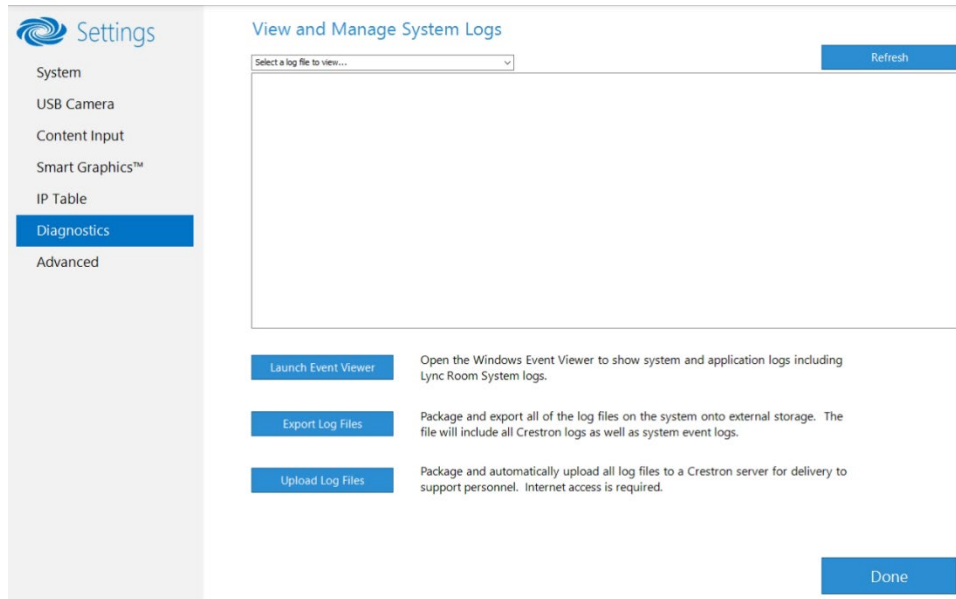 Settings
System
USB Camera
Content Input
Smart Graphics™
IP Table
Diagnostics
Advanced
View and Manage System Logs
Select a log file to view...
Refresh
Launch Event Viewer
Open the Windows Event Viewer to show system and application logs including
Lync Room System logs.
Export Log Files
Package and export all of the log files on the system onto external storage. The
file will include all Crestron logs as well as system event logs.
Upload Log Files
Package and automatically upload all log files to a Crestron server for delivery to
support personnel. Internet access is required.
Done